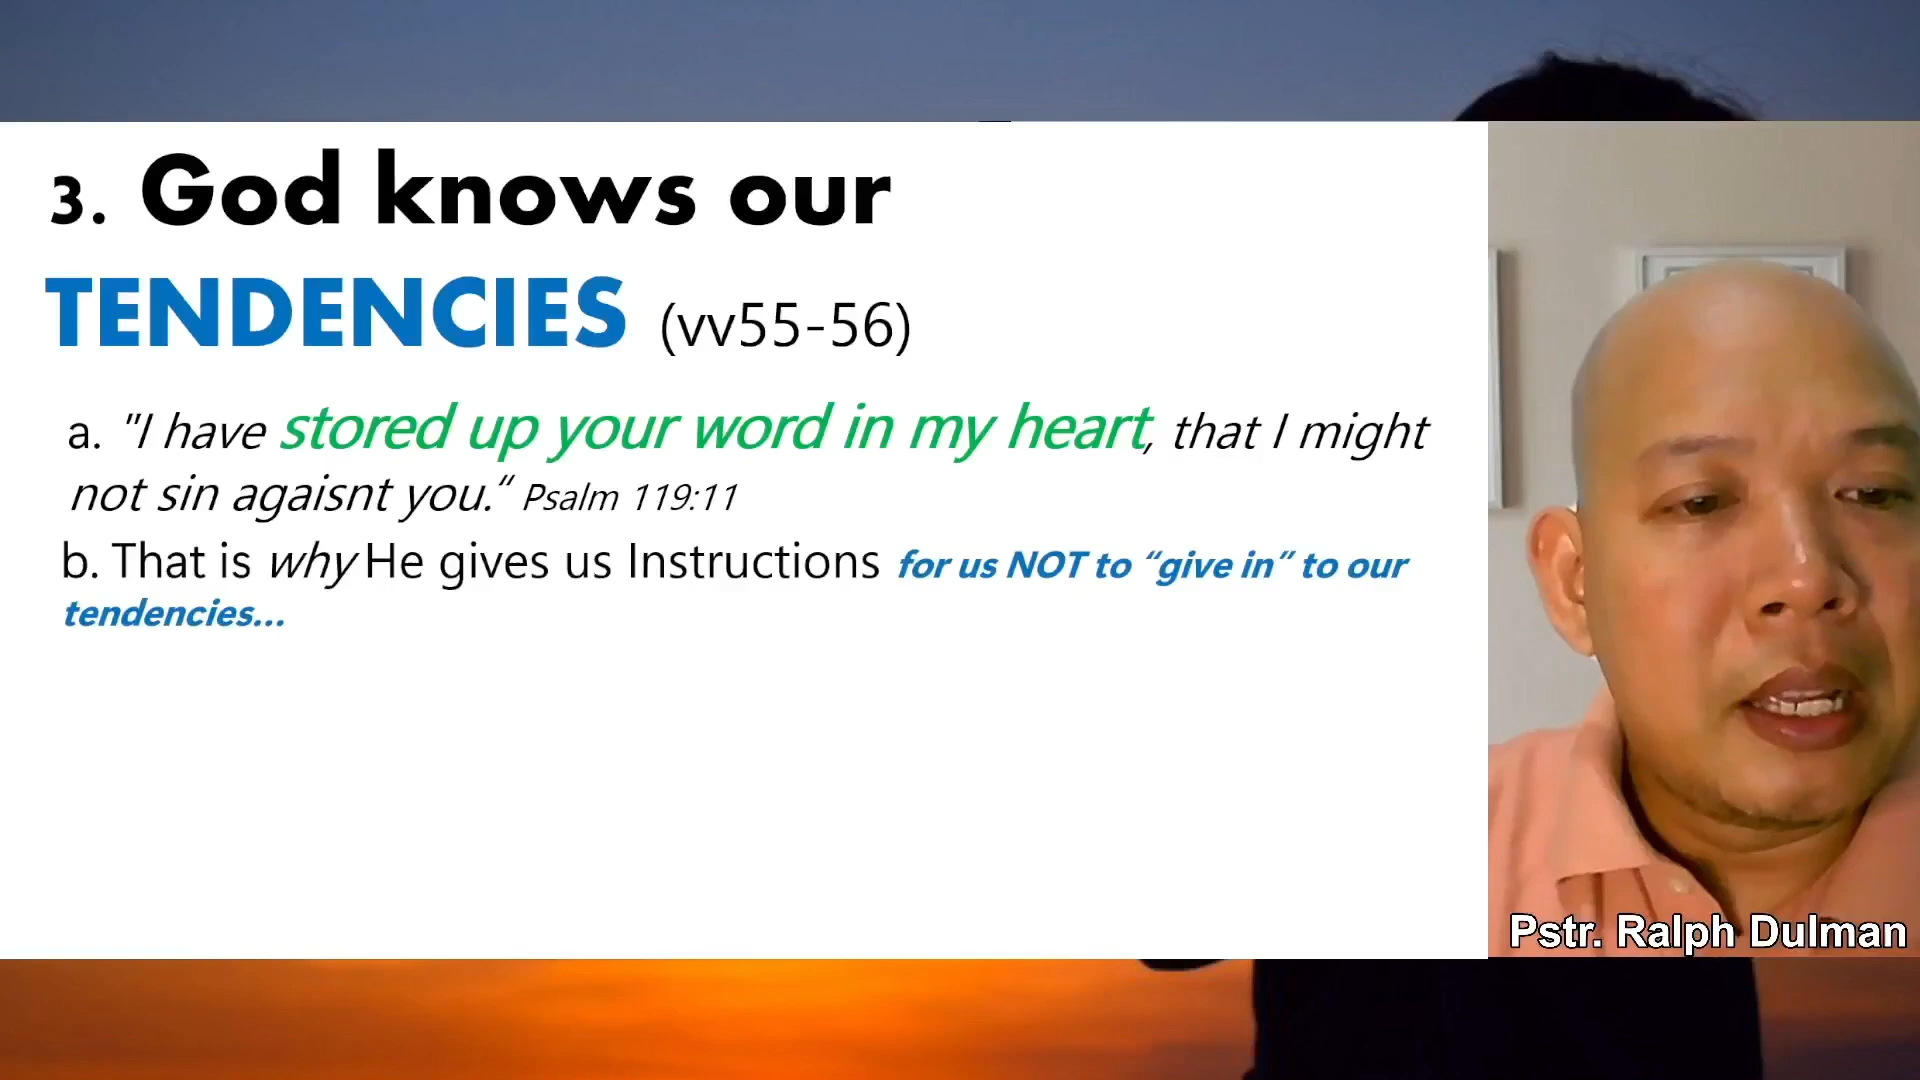 3. God knows our
TENDENCIES (vv55-56)
a. "I have stored up your word in my heart, that I might
not sin agaisnt you.“ Psalm 119:11
b. That is why He gives us Instructions for us NOT to “give in” to our
tendencies...
Pstr. Ralph Dulman